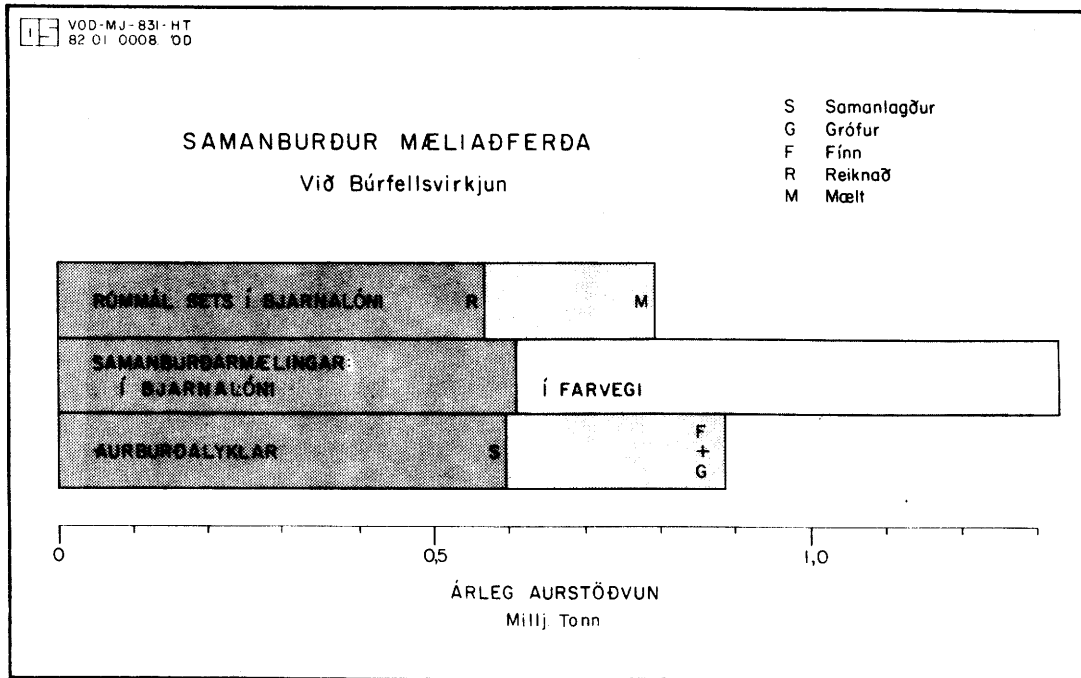 VOD-MJ-831-HT
82 01 0008 OD
SAMANBURÐUR MÆLIAÐFERÐA
Við Búrfellsvirkjun
S Samanlagður
G Grófur
F Fínn
R Reiknað
M Mælt
RÚMMÁL SETS Í BJARNALÓNI R M
SAMANBURÐARMÆLINGAR:
Í BJARNALÓNI Í FARVEGI
AURBURÐALYKLAR S F + G
0 0,5 1,0
ÁRLEG AURSTÖÐVUN
Millj. Tonn